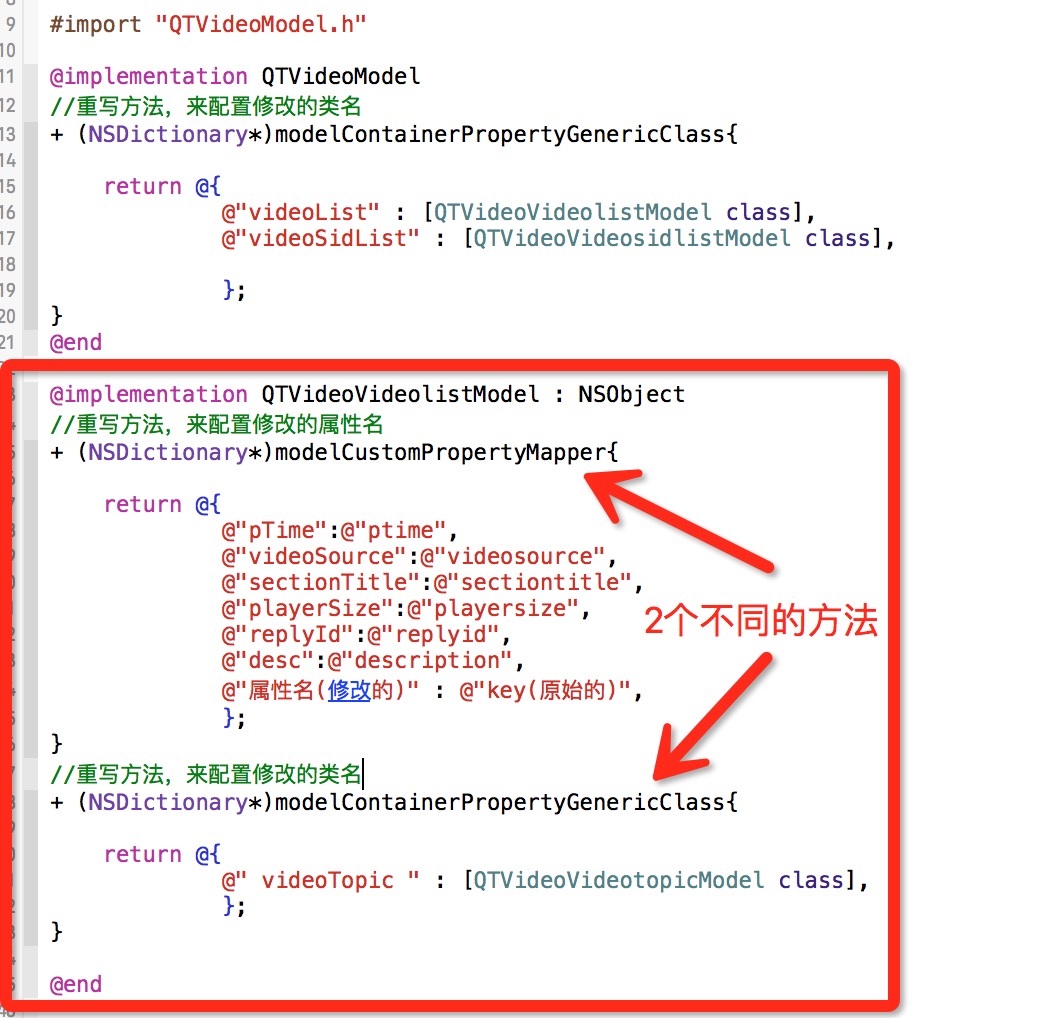 9 #import "QTVideoModel.h"
10
11 @implementation QTVideoModel
12 //重写方法，来配置修改的类名
13 + (NSDictionary*)modelContainerPropertyGenericClass{
14
15 return @{
16 @"videoList" : [QTVideoVideolistModel class],
17 @"videoSidList" : [QTVideoVideosidlistModel class],
18
19 };
20 }
21 @end
@implementation QTVideoVideolistModel : NSObject
//重写方法，来配置修改的属性名
+ (NSDictionary*)modelCustomPropertyMapper{
return @{
@"pTime":@"ptime",
@"videoSource":@"videosource",
@"sectionTitle":@"sectiontitle",
@"playerSize":@"playersize",
@"replyId":@"replyid",
@"desc":@"description",
@"属性名(修改的)" : @"key(原始的)",
};
}
//重写方法，来配置修改的类名
+ (NSDictionary*)modelContainerPropertyGenericClass{
return @{
@" videoTopic " : [QTVideoVideotopicModel class],
};
}
@end
2个不同的方法